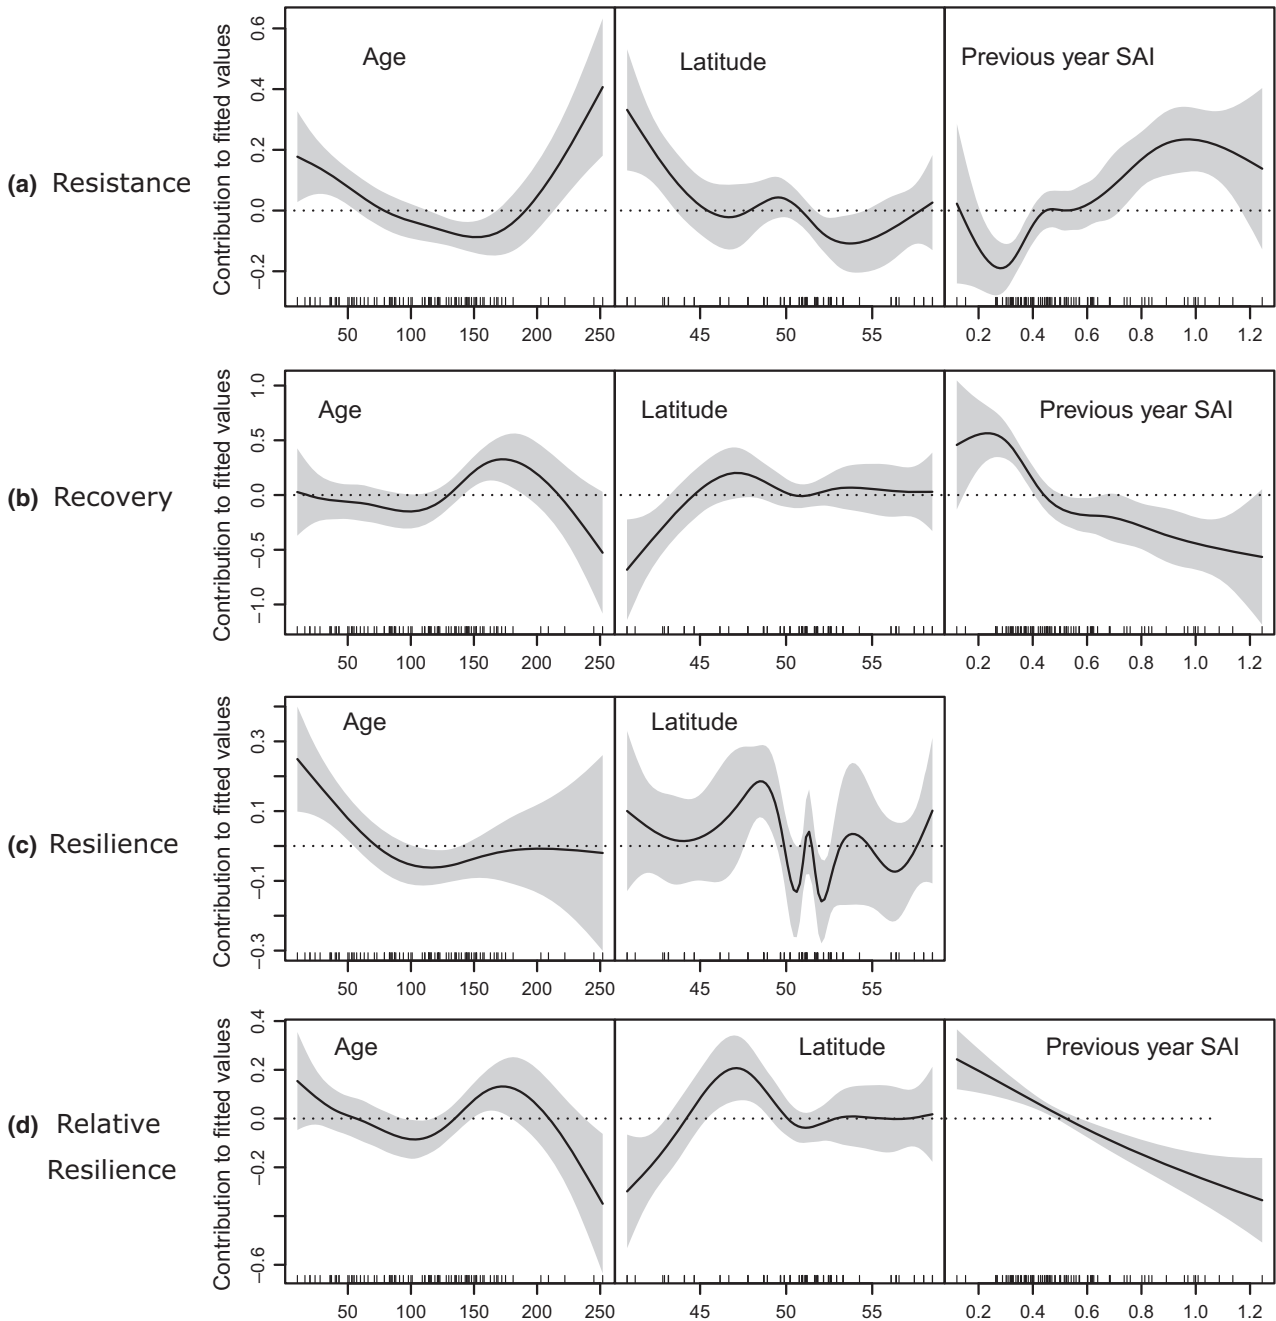 (a) Resistance
Contribution to fitted values
0.6
0.4
0.2
0.0
−0.2
Age
Latitude
Previous year SAI
50 100 150 200 250
45 50 55
0.2 0.4 0.6 0.8 1.0 1.2
(b) Recovery
Contribution to fitted values
1.0
0.5
0.0
−0.5
−1.0
Age
Latitude
Previous year SAI
50 100 150 200 250
45 50 55
0.2 0.4 0.6 0.8 1.0 1.2
(c) Resilience
Contribution to fitted values
0.3
0.1
−0.1
−0.3
Age
Latitude
50 100 150 200 250
45 50 55
(d) Relative
Resilience
Contribution to fitted values
0.4
0.2
0.0
−0.2
−0.6
Age
Latitude
Previous year SAI
50 100 150 200 250
45 50 55
0.2 0.4 0.6 0.8 1.0 1.2